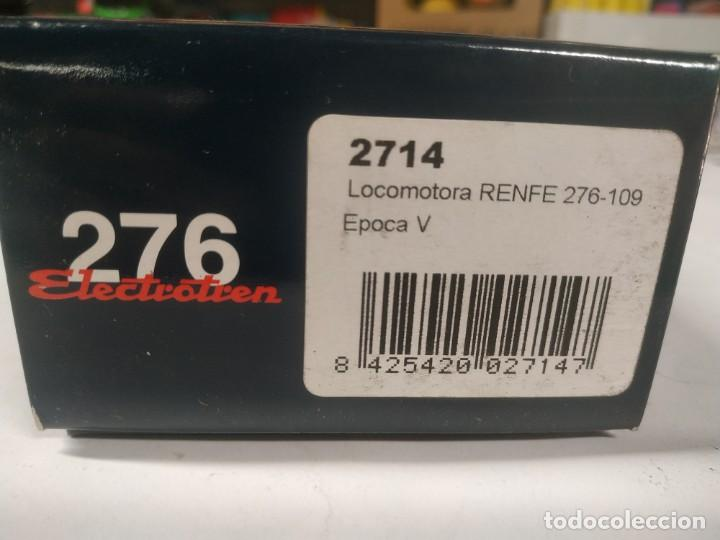 2714
Locomotora RENFE 276-109
Epoca V
276
Electrotren
8 425420 027147
todocoleccion